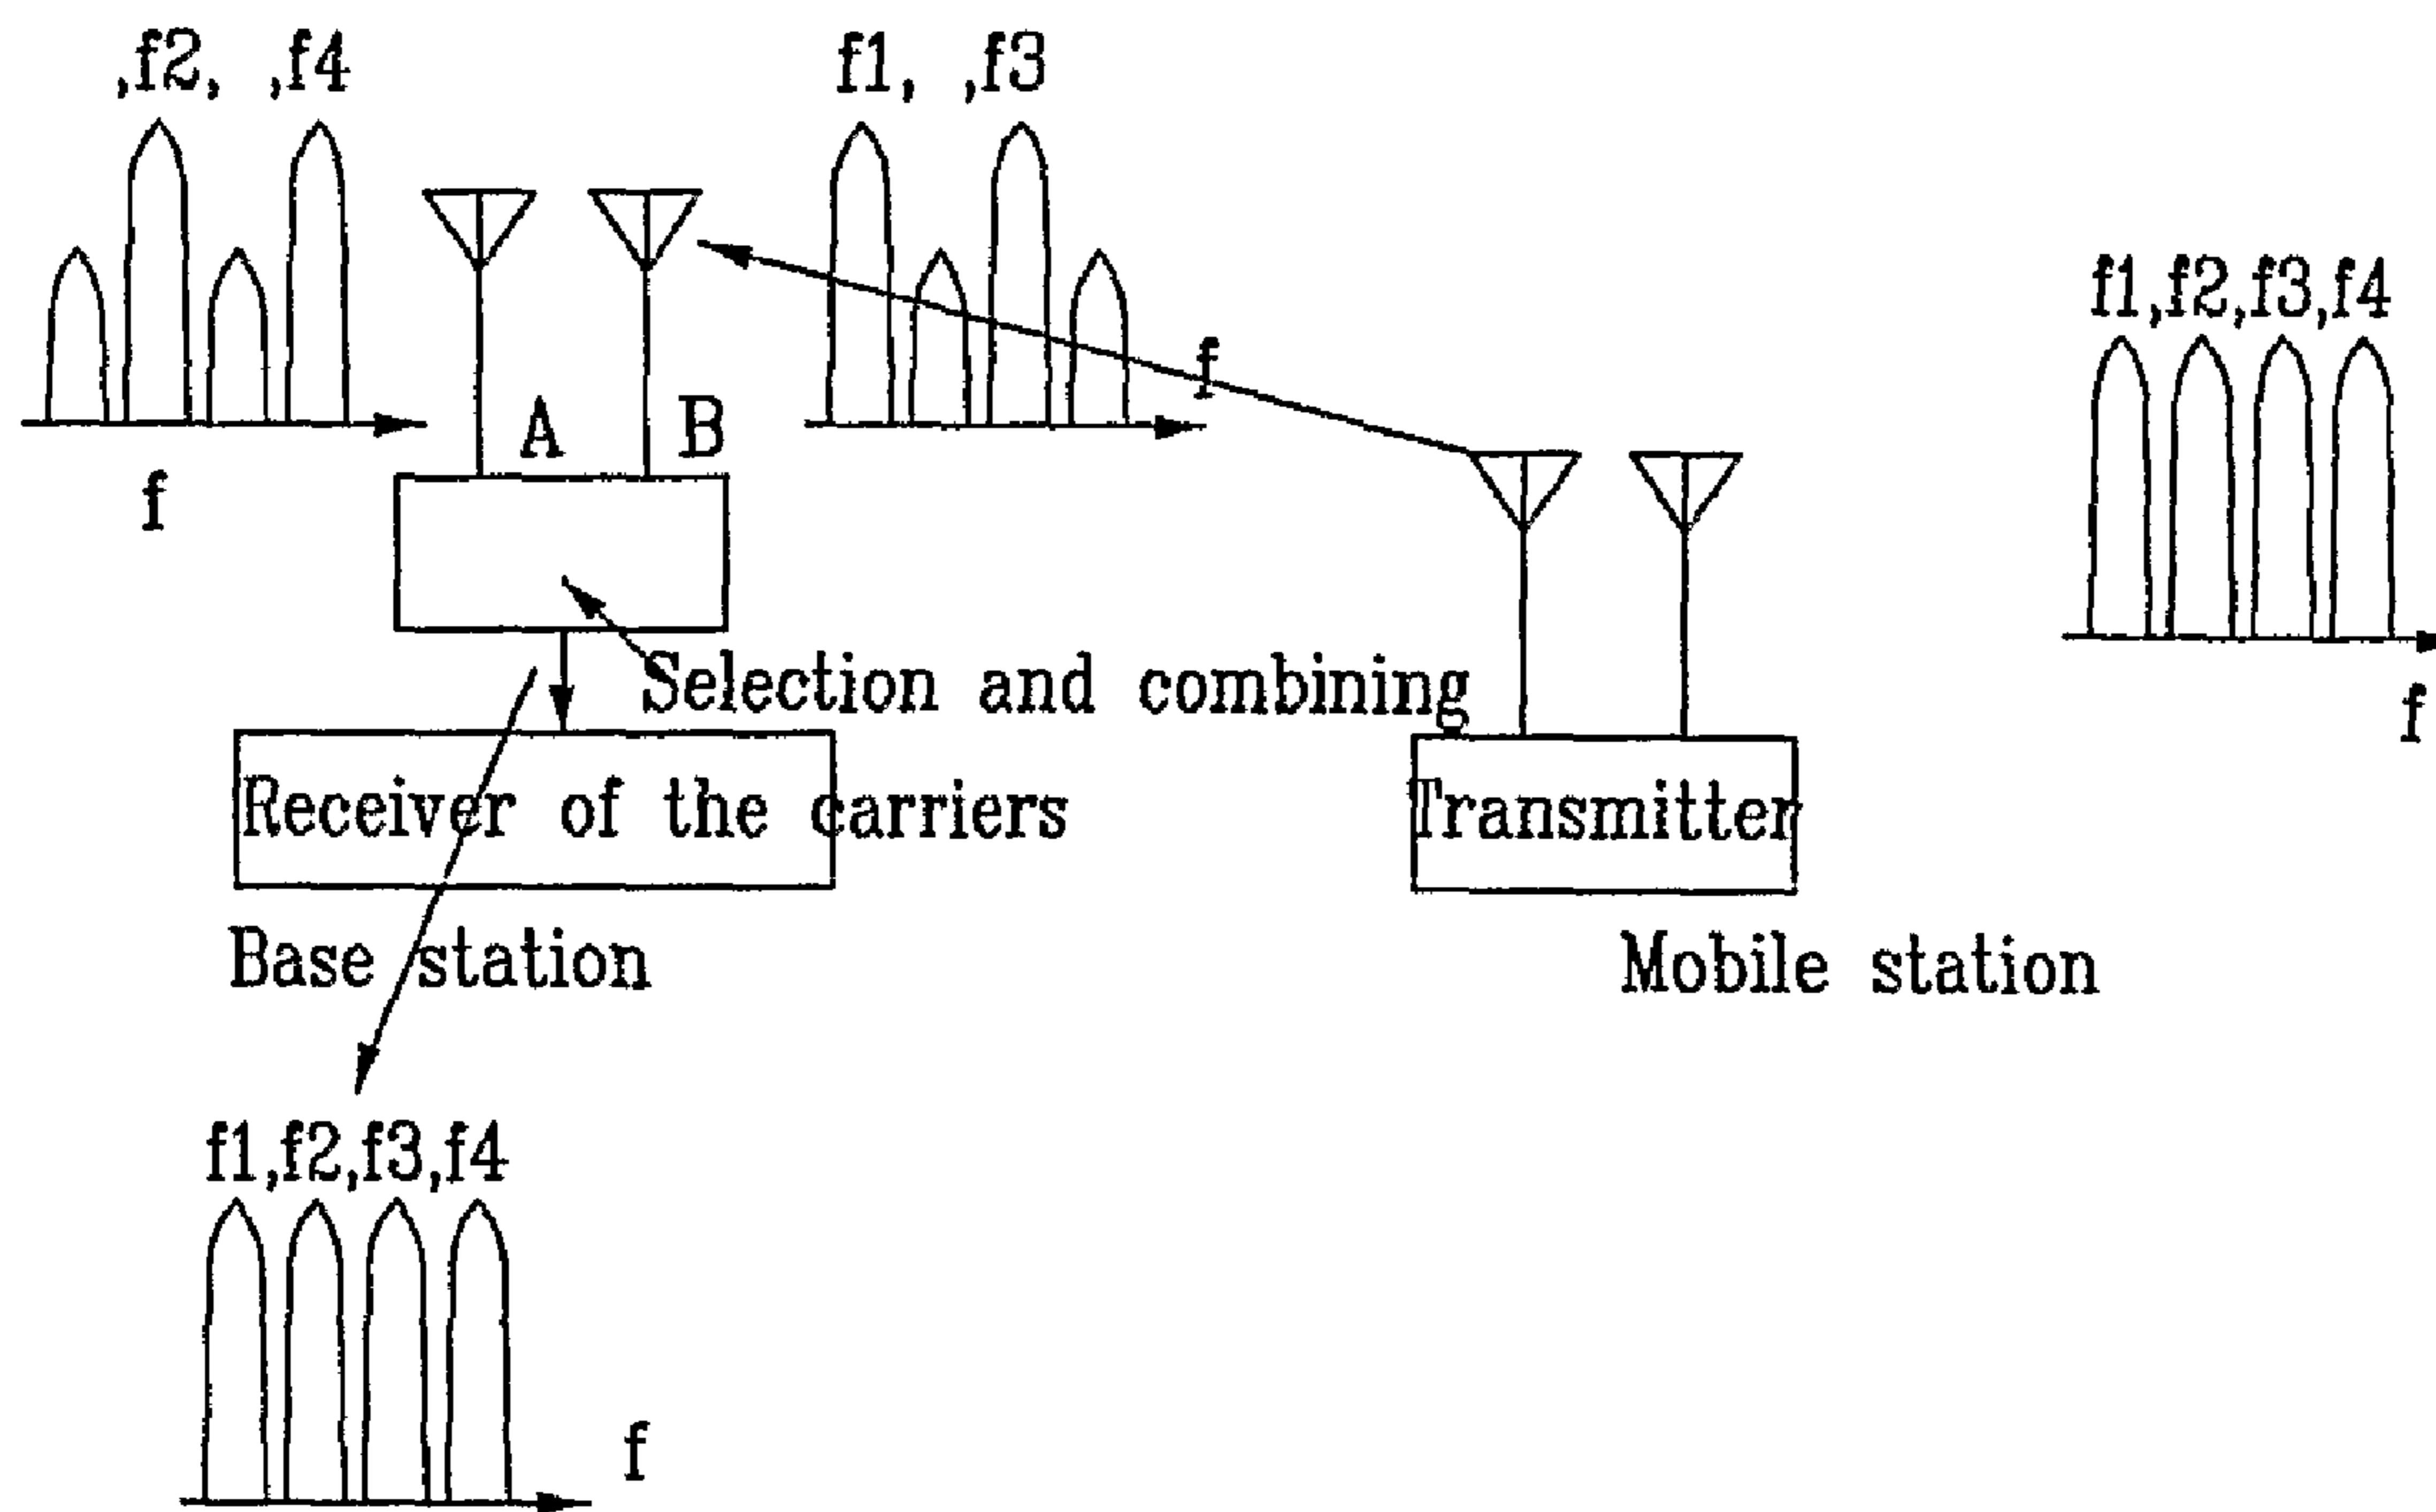 ,f2, ,f4
f1, ,f3
f1,f2,f3,f4
A
B
f
f
f
Selection and combining
Receiver of the carriers
Transmitter
Base station
Mobile station
f1,f2,f3,f4
f